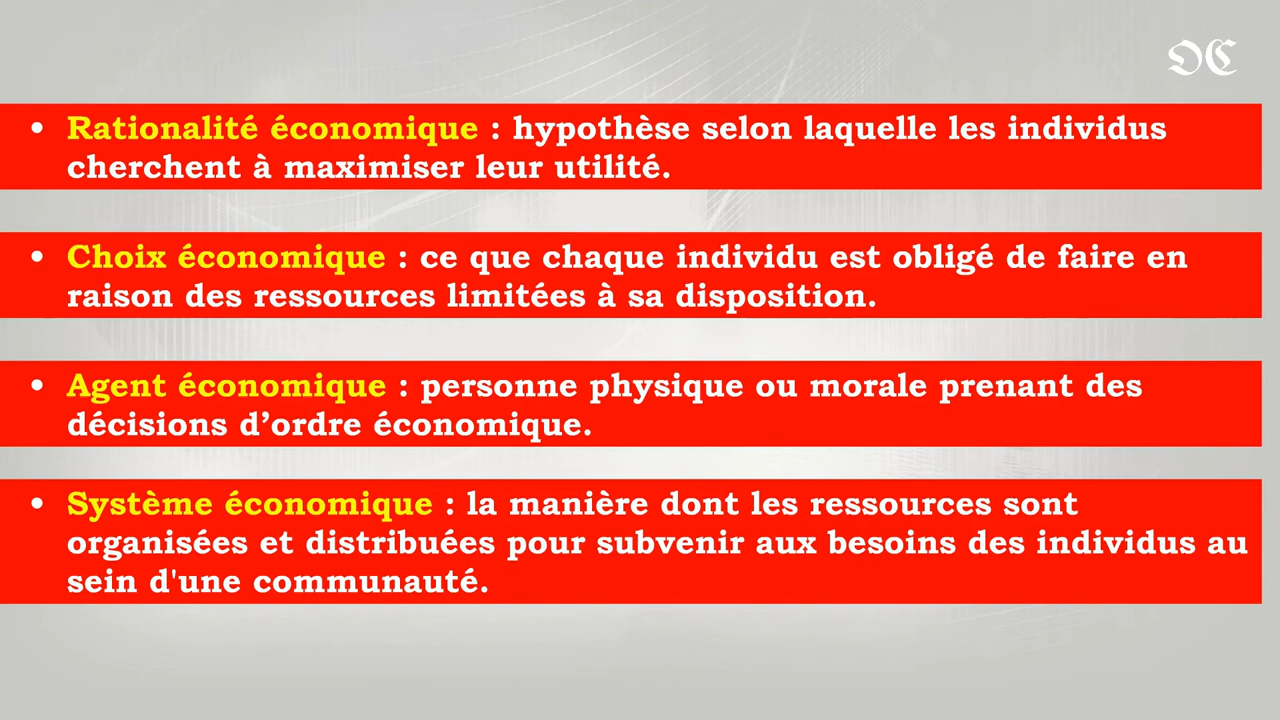 DC
• Rationalité économique : hypothèse selon laquelle les individus
cherchent à maximiser leur utilité.
• Choix économique : ce que chaque individu est obligé de faire en
raison des ressources limitées à sa disposition.
• Agent économique : personne physique ou morale prenant des
décisions d’ordre économique.
• Système économique : la manière dont les ressources sont
organisées et distribuées pour subvenir aux besoins des individus au
sein d'une communauté.